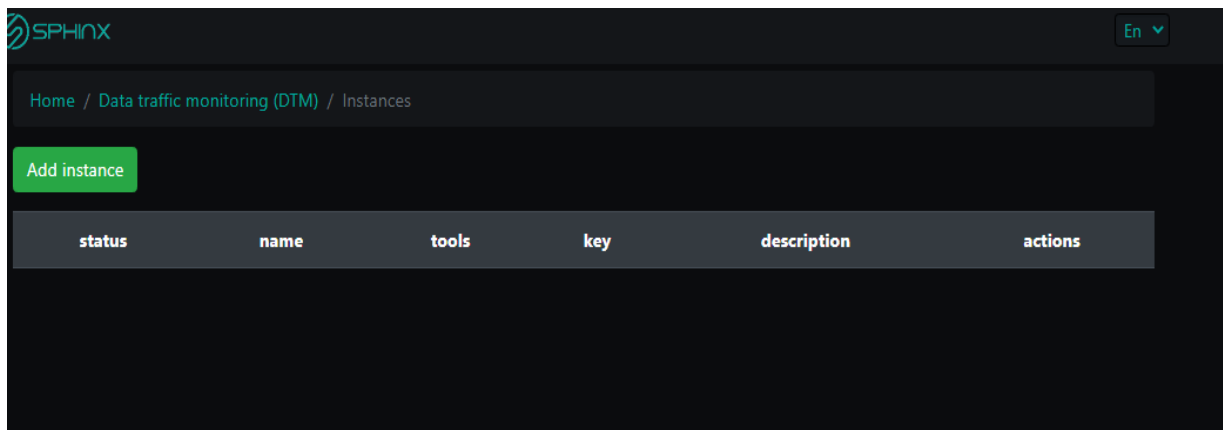 SPHINX
En
Home / Data traffic monitoring (DTM) / Instances
Add instance
status name tools key description actions